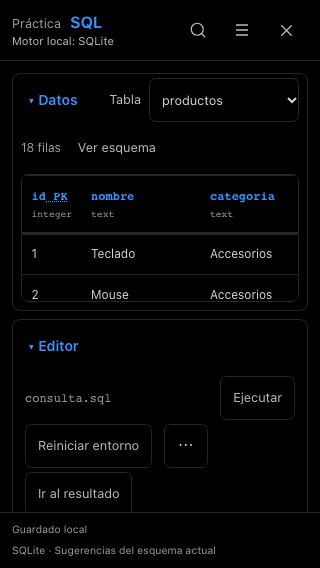 Práctica SQL
Motor local: SQLite
▾ Datos
Tabla
productos
18 filas
Ver esquema
id PK nombre categoria
integer text text
1 Teclado Accesorios
2 Mouse Accesorios
▾ Editor
consulta.sql
Ejecutar
Reiniciar entorno
⋯
Ir al resultado
Guardado local
SQLite · Sugerencias del esquema actual